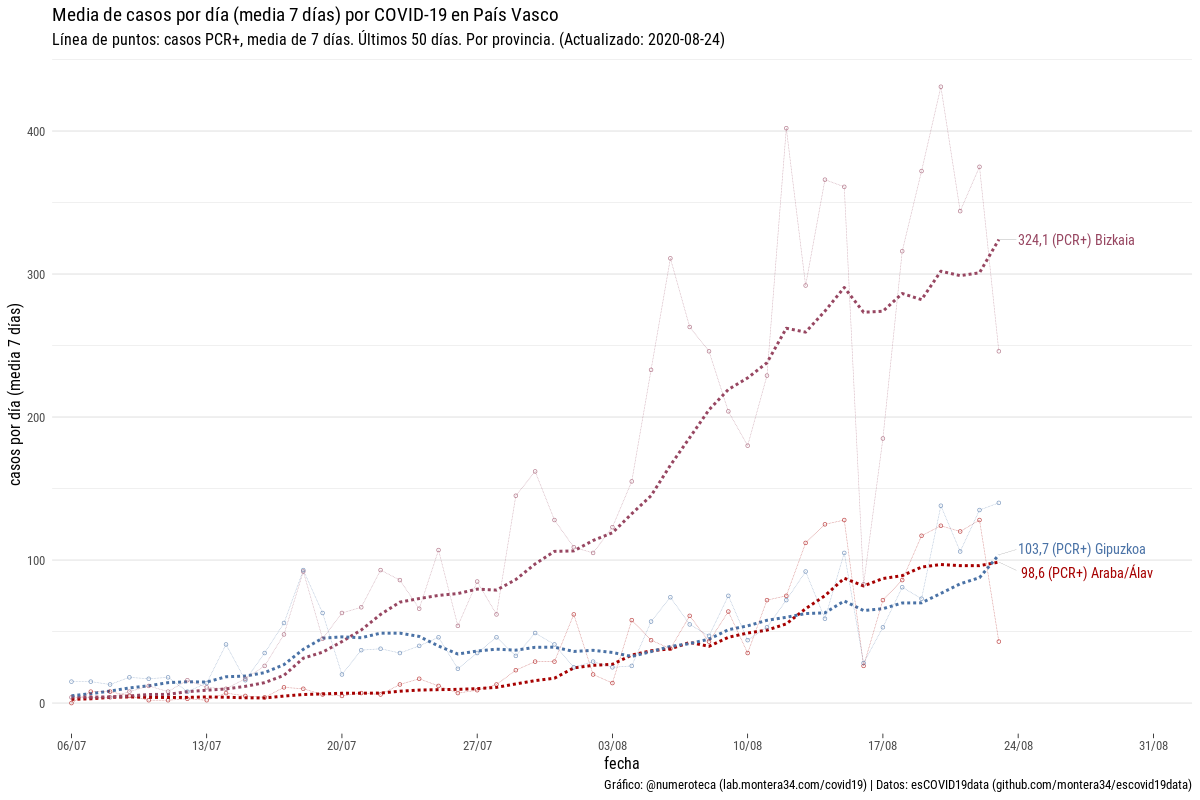 Media de casos por día (media 7 días) por COVID-19 en País Vasco
Línea de puntos: casos PCR+, media de 7 días. Últimos 50 días. Por provincia. (Actualizado: 2020-08-24)
casos por día (media 7 días)
400
300
200
100
0
324,1 (PCR+) Bizkaia
103,7 (PCR+) Gipuzkoa
98,6 (PCR+) Araba/Álav
06/07 13/07 20/07 27/07 03/08 10/08 17/08 24/08 31/08
fecha
Gráfico: @numeroteca (lab.montera34.com/covid19) | Datos: esCOVID19data (github.com/montera34/escovid19data)